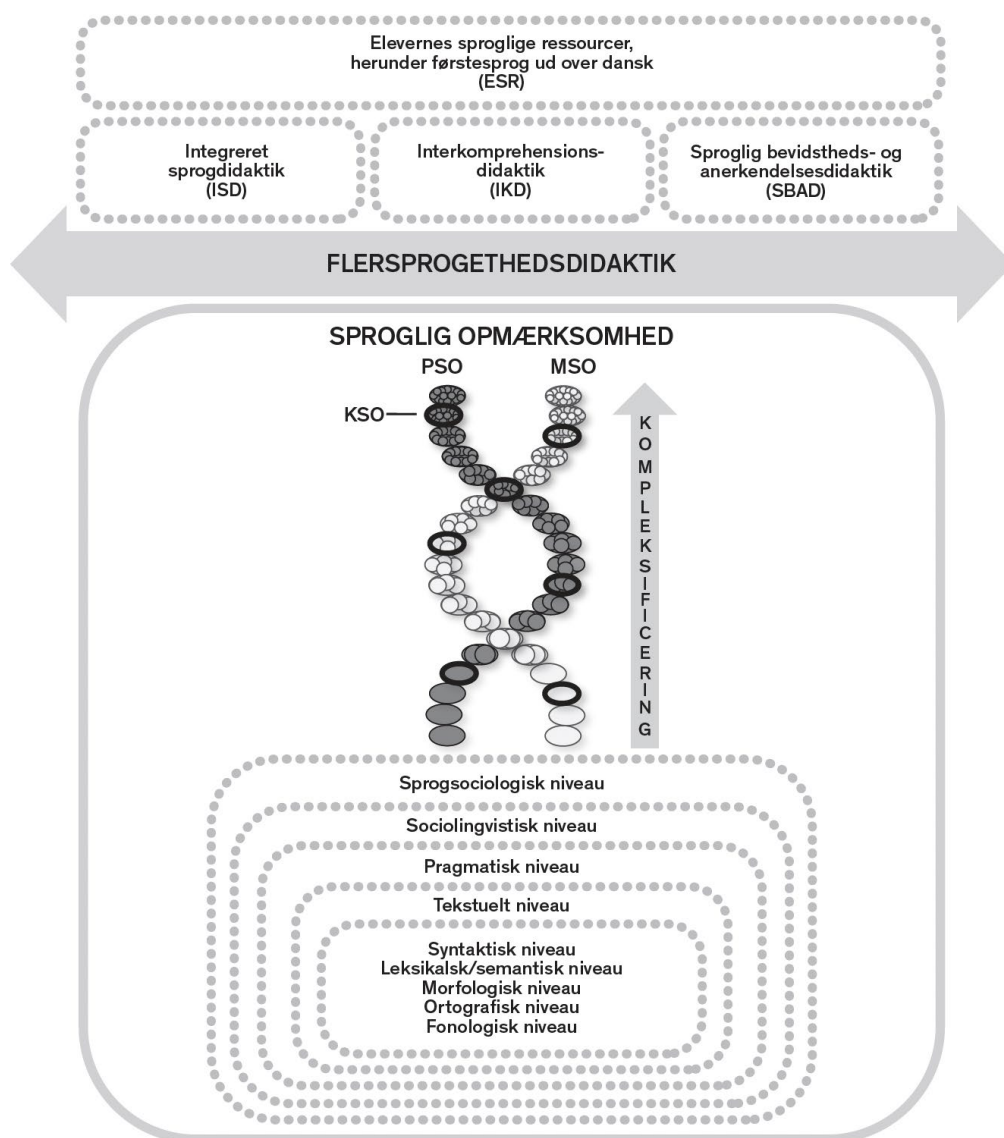 Elevernes sproglige ressourcer,
herunder førstesprog ud over dansk
(ESR)
Integreret
sprogdidaktik
(ISD)
Interkomprehensions-
didaktik
(IKD)
Sproglig bevidstheds- og
anerkendelsesdidaktik
(SBAD)
FLERSPROGETHEDSDIDAKTIK
SPROGLIG OPMÆRKSOMHED
PSO
MSO
KSO
KOMPLEKSIFICERING
Sprogsociologisk niveau
Sociolingvistisk niveau
Pragmatisk niveau
Tekstuelt niveau
Syntaktisk niveau
Leksikalsk/semantisk niveau
Morfologisk niveau
Ortografisk niveau
Fonologisk niveau